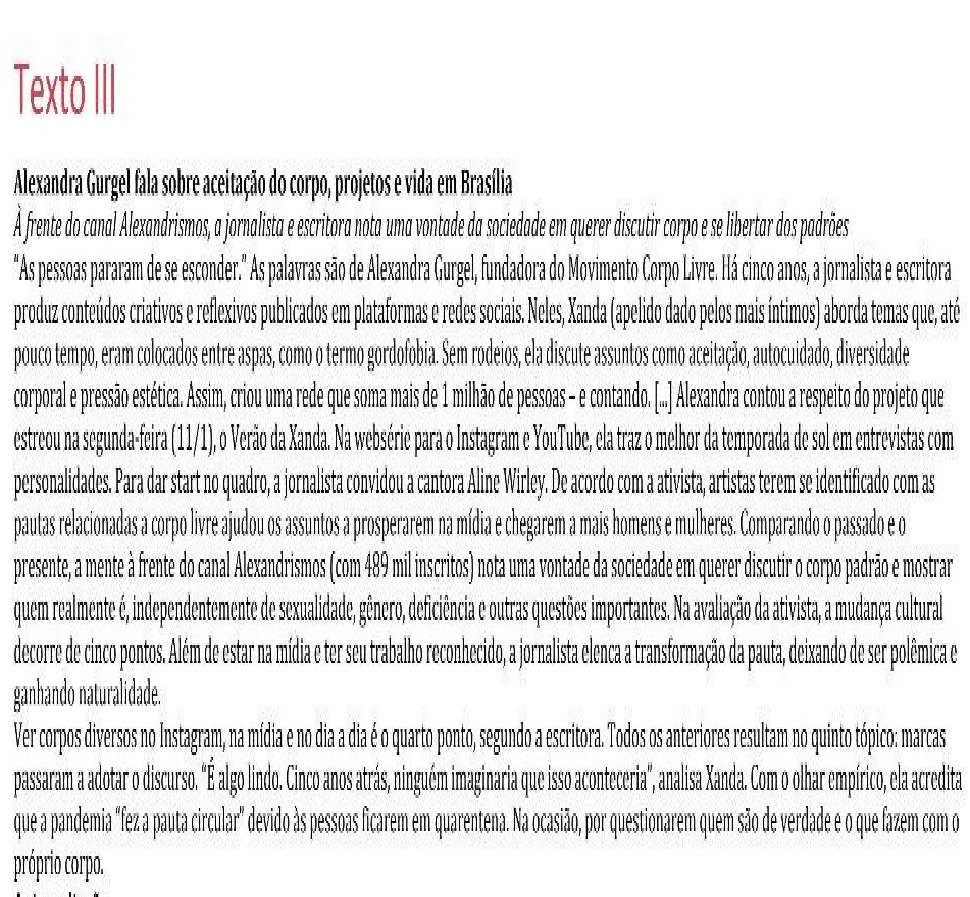 Texto III
Alexandra Gurgel fala sobre aceitação do corpo, projetos e vida em Brasília
À frente do canal Alexandrismos, a jornalista e escritora nota uma vontade da sociedade em querer discutir corpo e se libertar dos padrões
“As pessoas pararam de se esconder.” As palavras são de Alexandra Gurgel, fundadora do Movimento Corpo Livre. Há cinco anos, a jornalista e escritora
produz conteúdos criativos e reflexivos publicados em plataformas e redes sociais. Neles, Xanda (apelido dado pelos mais íntimos) aborda temas que, até
pouco tempo, eram colocados entre aspas, como o termo gordofobia. Sem rodeios, ela discute assuntos como aceitação, autocuidado, diversidade
corporal e pressão estética. Assim, criou uma rede que soma mais de 1 milhão de pessoas – e contando. [...] Alexandra contou a respeito do projeto que
estreou na segunda-feira (11/1), o Verão da Xanda. Na websérie para o Instagram e YouTube, ela traz o melhor da temporada de sol em entrevistas com
personalidades. Para dar start no quadro, a jornalista convidou a cantora Aline Wirley. De acordo com a ativista, artistas terem se identificado com as
pautas relacionadas a corpo livre ajudou os assuntos a prosperarem na mídia e chegarem a mais homens e mulheres. Comparando o passado e o
presente, a mente à frente do canal Alexandrismos (com 489 mil inscritos) nota uma vontade da sociedade em querer discutir o corpo padrão e mostrar
quem realmente é, independentemente de sexualidade, gênero, deficiência e outras questões importantes. Na avaliação da ativista, a mudança cultural
decorre de cinco pontos. Além de estar na mídia e ter seu trabalho reconhecido, a jornalista elenca a transformação da pauta, deixando de ser polêmica e
ganhando naturalidade.
Ver corpos diversos no Instagram, na mídia e no dia a dia é o quarto ponto, segundo a escritora. Todos os anteriores resultam no quinto tópico: marcas
passaram a adotar o discurso. “É algo lindo. Cinco anos atrás, ninguém imaginaria que isso aconteceria”, analisa Xanda. Com o olhar empírico, ela acredita
que a pandemia “fez a pauta circular” devido às pessoas ficarem em quarentena. Na ocasião, por questionarem quem são de verdade e o que fazem com o
próprio corpo.